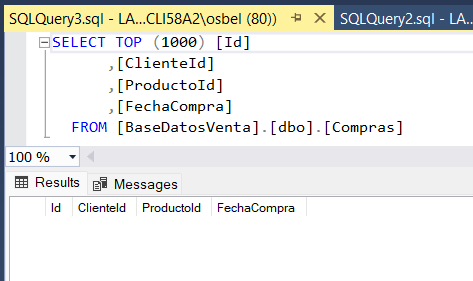 SQLQuery3.sql - LA...CLI58A2\osbel (80))
SQLQuery2.sql - LA...
SELECT TOP (1000) [Id]
,[ClienteId]
,[ProductoId]
,[FechaCompra]
FROM [BaseDatosVenta].[dbo].[Compras]
100 %
Results
Messages
Id ClienteId ProductoId FechaCompra